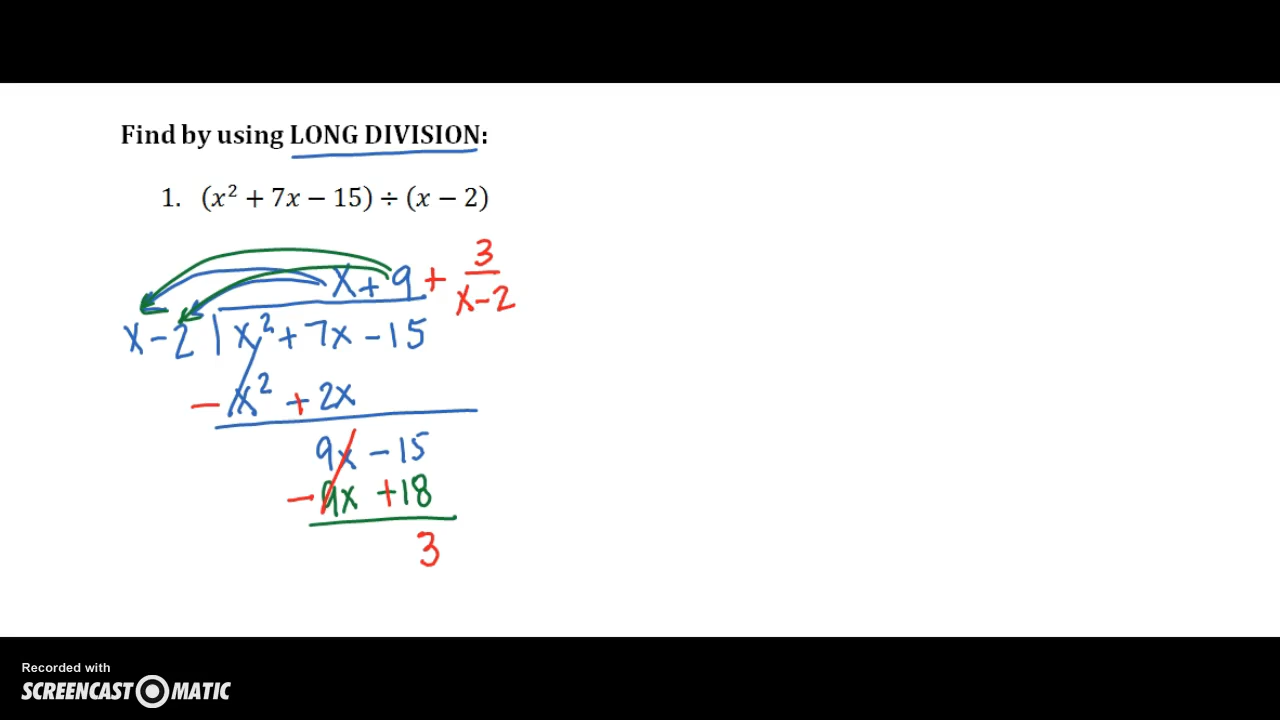 Find by using LONG DIVISION:
1. (x² + 7x − 15) ÷ (x − 2)
x + 9 + 3/(x − 2)
x − 2 | x² + 7x − 15
− x² + 2x
9x − 15
− 9x + 18
3
Recorded with
SCREENCAST MATIC